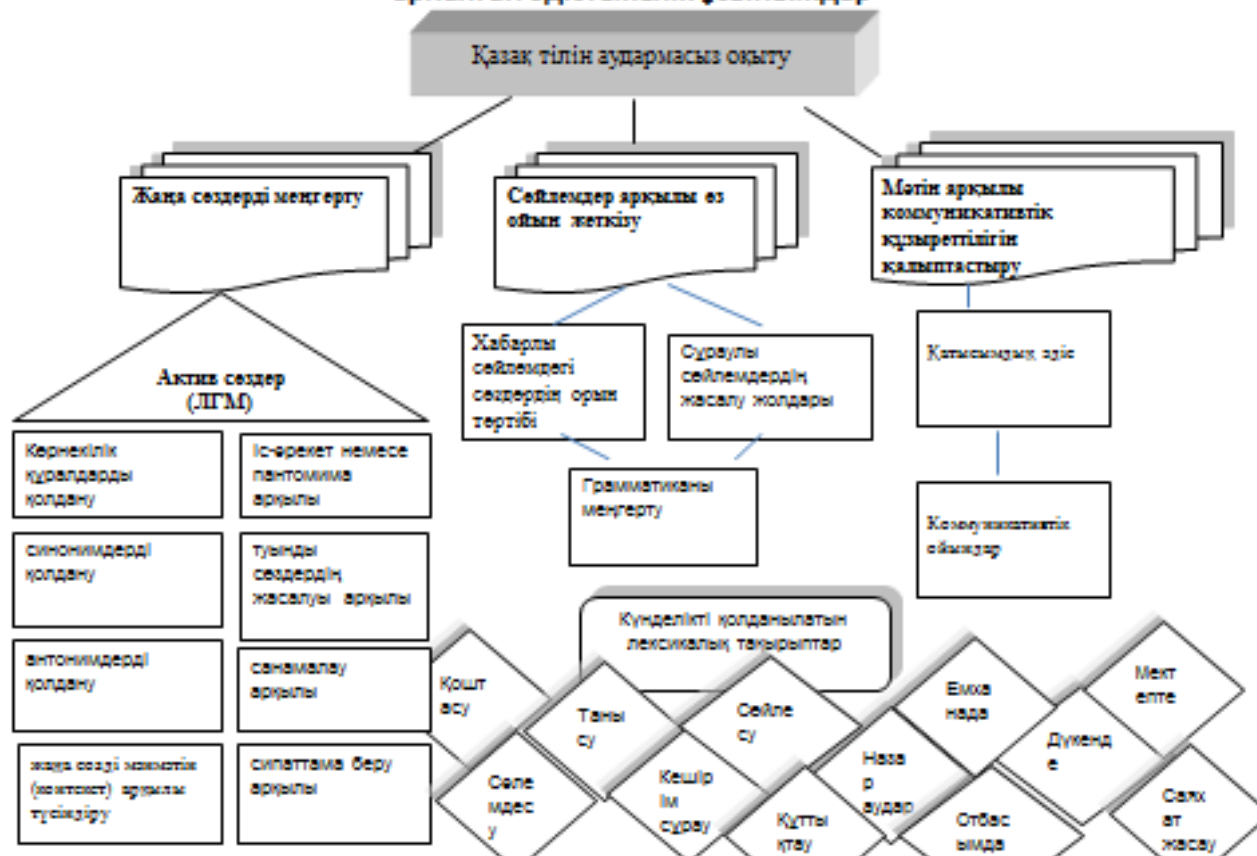 Қазақ тілін аудармасыз оқыту
Жаңа сөздерді меңгерту
Сөйлемдер арқылы өз
ойын жеткізу
Мәтін арқылы
коммуникативтік
құзыреттілігін
қалыптастыру
Актив сөздер
(ЛГМ)
Көрнекілік
құралдарды
қолдану
Іс-әрекет немесе
пантомима
арқылы
синонимдерді
қолдану
туынды
сөздердің
жасалуы арқылы
антонимдерді
қолдану
санамалау
арқылы
жаңа сөзді мәнмәтін
(контекст) арқылы
түсіндіру
сипаттама беру
арқылы
Хабарлы
сөйлемдегі
сөздердің орын
тәртібі
Сұраулы
сөйлемдердің
жасалу жолдары
Грамматиканы
меңгерту
Қатысымдық әдіс
Коммуникативтік
ойындар
Күнделікті қолданылатын
лексикалық тақырыптар
Қошт
асу
Таны
су
Сөйле
су
Емха
нада
Мект
епте
Сәле
мдес
у
Кешір
ім
сұрау
Құтты
қтау
Наза
р
аудар
Отбас
ымда
Дүкенд
е
Саях
ат
жасау